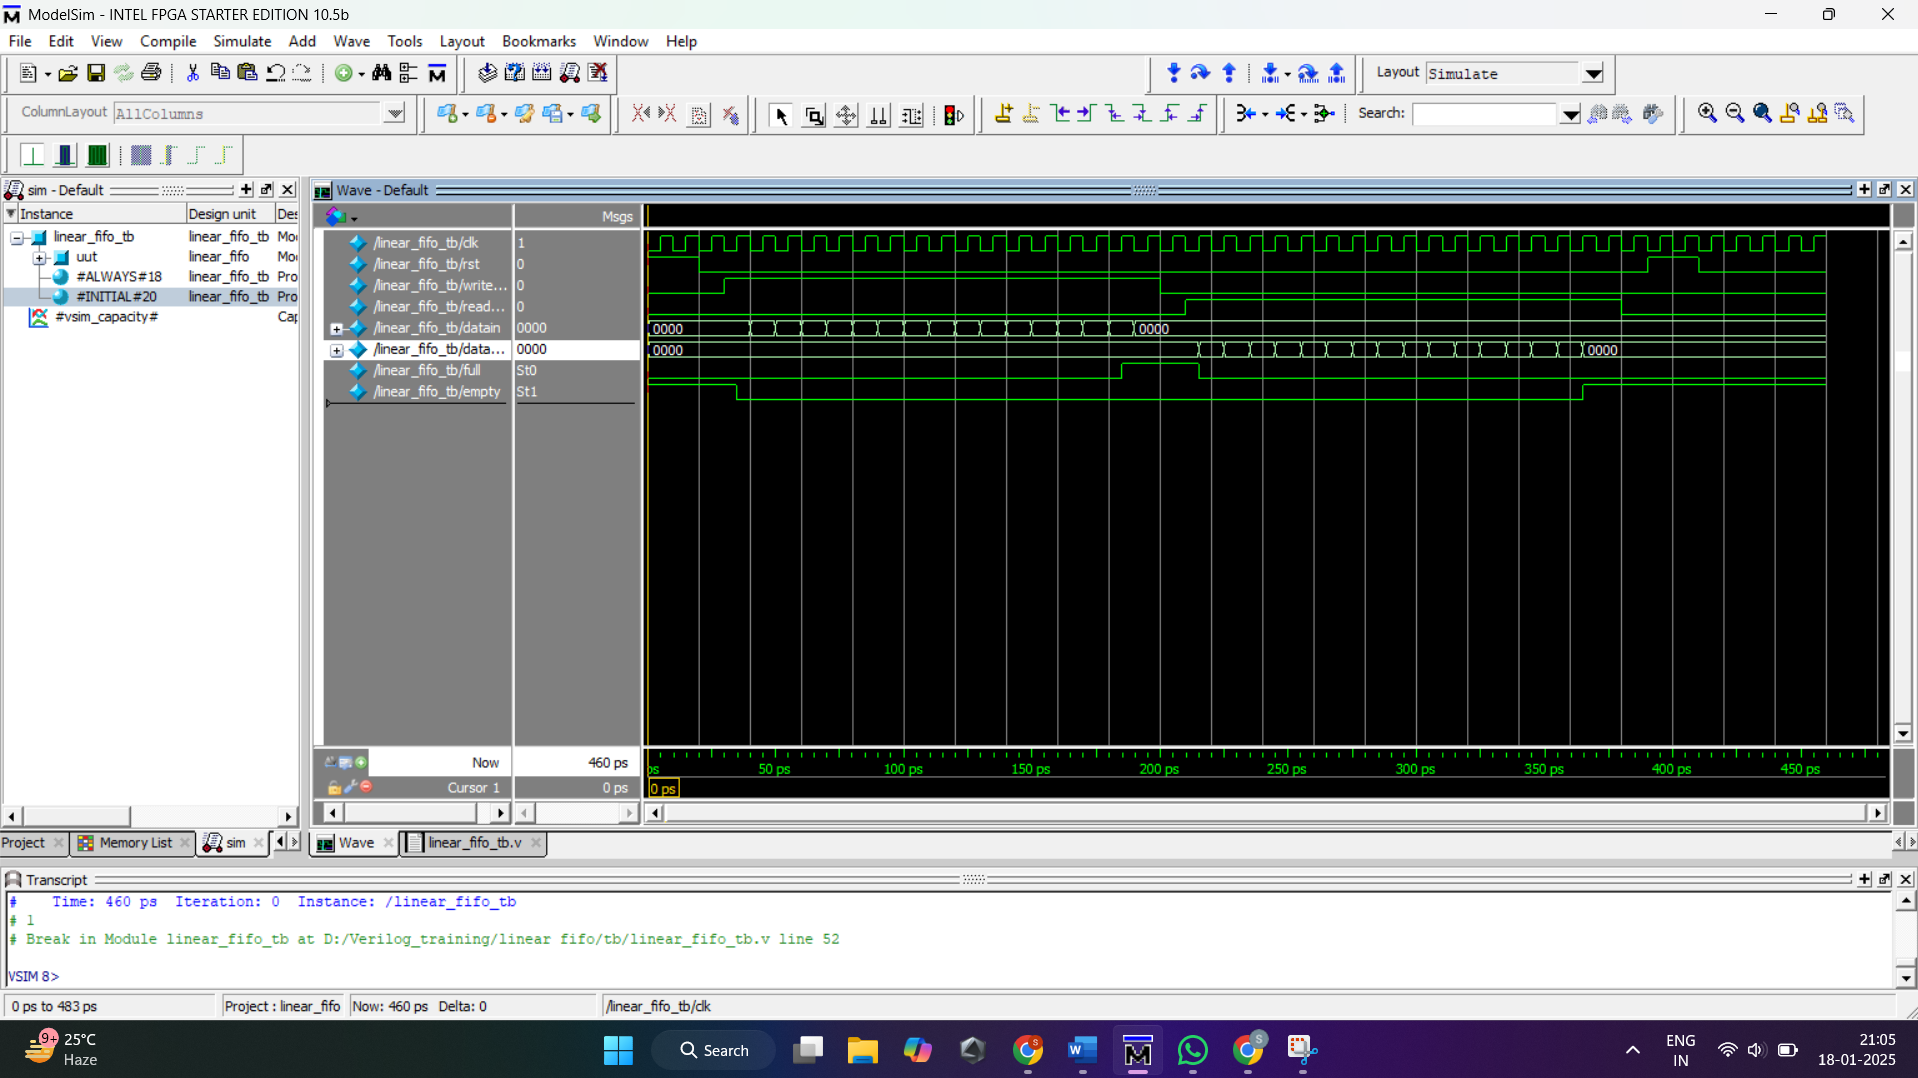 ModelSim - INTEL FPGA STARTER EDITION 10.5b
File Edit View Compile Simulate Add Wave Tools Layout Bookmarks Window Help
Layout Simulate
ColumnLayout AllColumns
Search:
sim - Default
Wave - Default
Instance Design unit
Msgs
linear_fifo_tb linear_fifo_tb
uut linear_fifo
#ALWAYS#18 linear_fifo_tb Pro
#INITIAL#20 linear_fifo_tb Pro
#vsim_capacity#
/linear_fifo_tb/clk 1
/linear_fifo_tb/rst 0
/linear_fifo_tb/write... 0
/linear_fifo_tb/read... 0
/linear_fifo_tb/datain 0000 0000 0000
/linear_fifo_tb/data... 0000 0000 0000
/linear_fifo_tb/full St0
/linear_fifo_tb/empty St1
Now 460 ps
50 ps 100 ps 150 ps 200 ps 250 ps 300 ps 350 ps 400 ps 450 ps
Cursor 1 0 ps 0 ps
Project Memory List sim Wave linear_fifo_tb.v
Transcript
# Time: 460 ps Iteration: 0 Instance: /linear_fifo_tb
# 1
# Break in Module linear_fifo_tb at D:/Verilog_training/linear fifo/tb/linear_fifo_tb.v line 52
VSIM 8>
0 ps to 483 ps Project : linear_fifo Now: 460 ps Delta: 0 /linear_fifo_tb/clk
9+ 25°C
Haze
Search
ENG
IN
21:05
18-01-2025